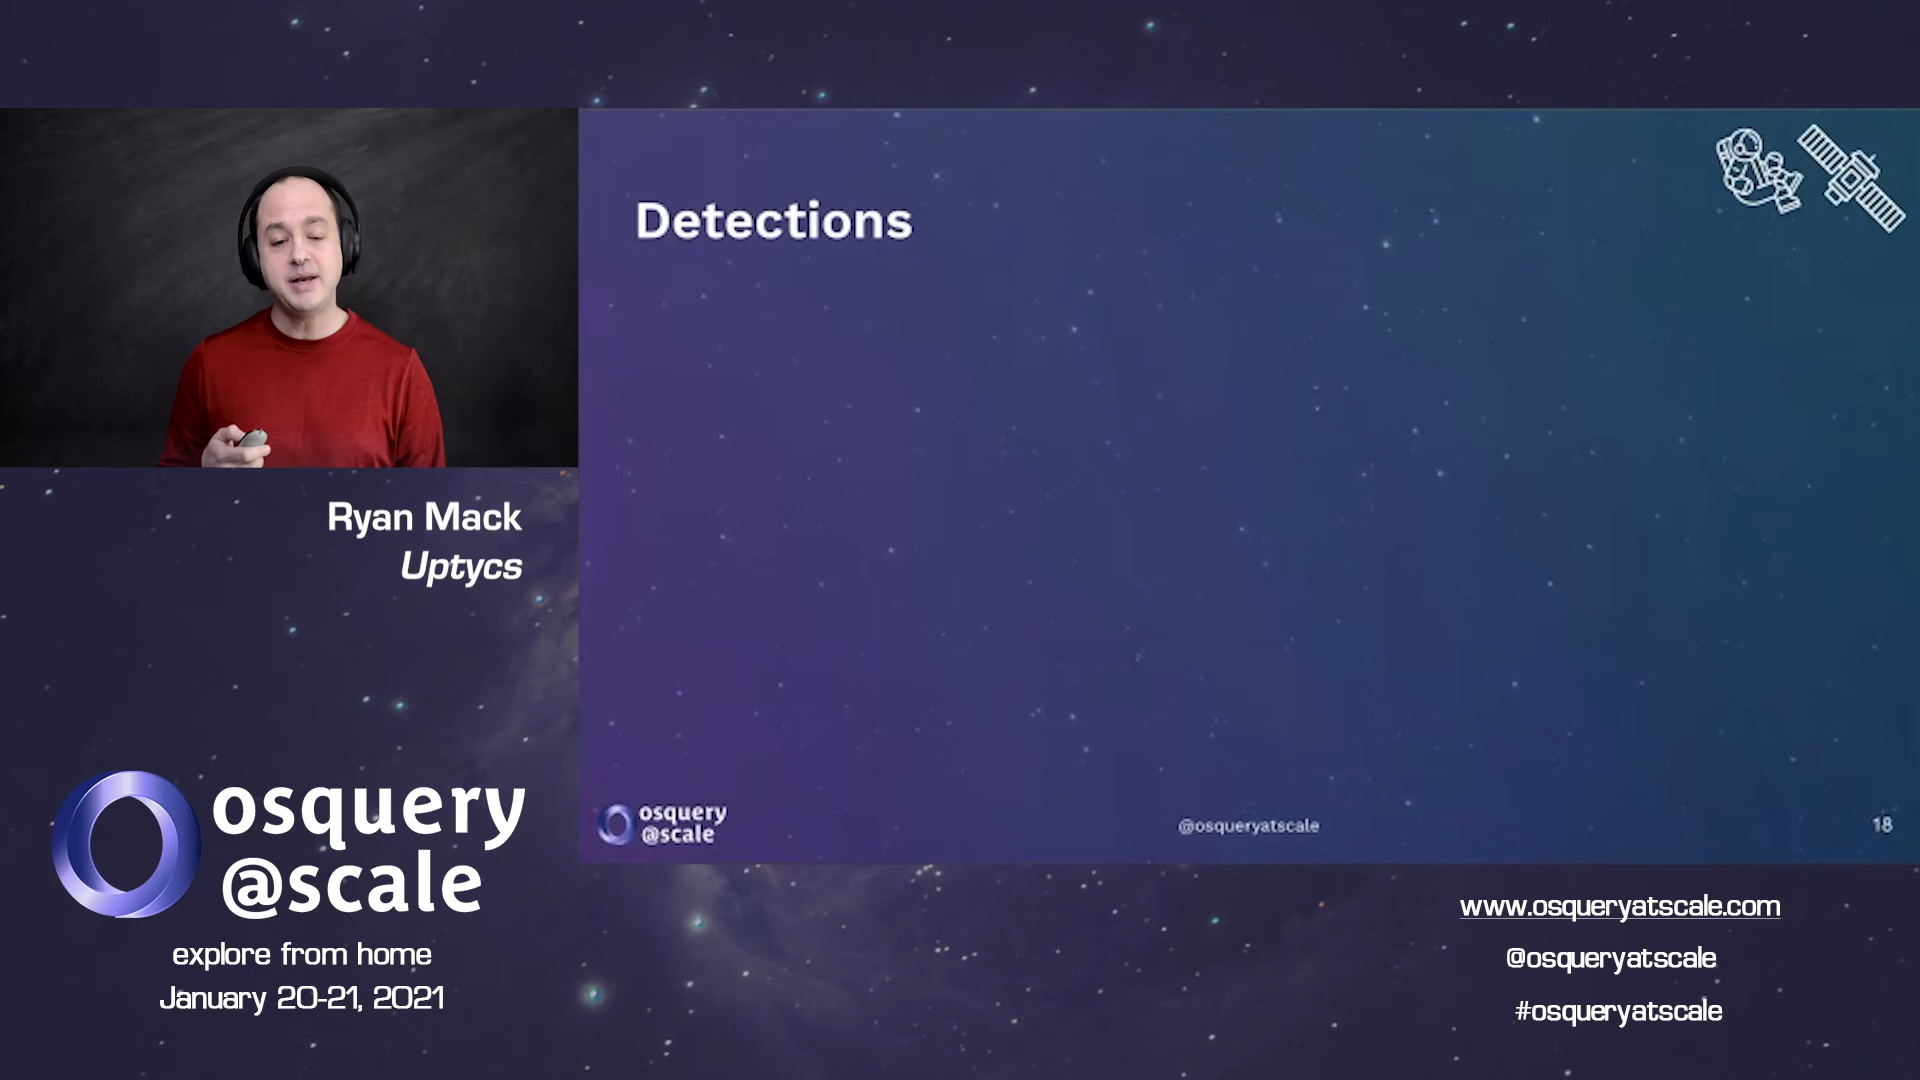 Detections
osquery
@scale
@osqueryatscale
18
Ryan Mack
Uptycs
osquery
@scale
explore from home
January 20-21, 2021
www.osqueryatscale.com
@osqueryatscale
#osqueryatscale